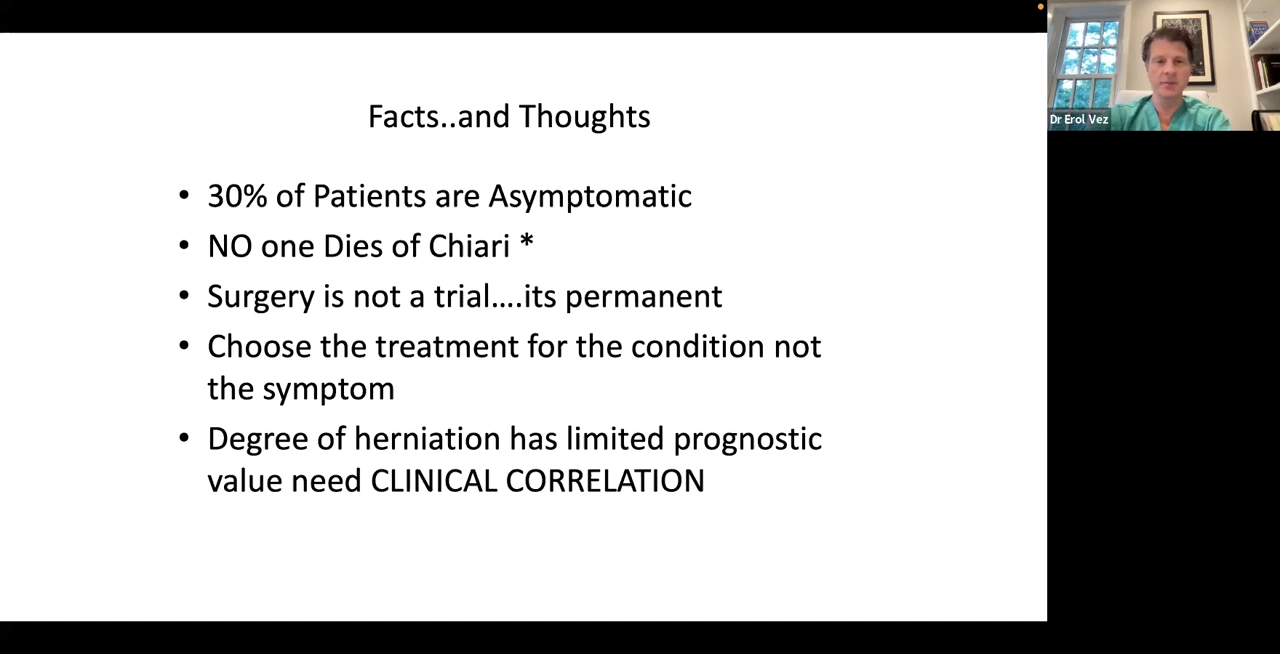 Facts..and Thoughts
• 30% of Patients are Asymptomatic
• NO one Dies of Chiari *
• Surgery is not a trial....its permanent
• Choose the treatment for the condition not
the symptom
• Degree of herniation has limited prognostic
value need CLINICAL CORRELATION
Dr Erol Vez